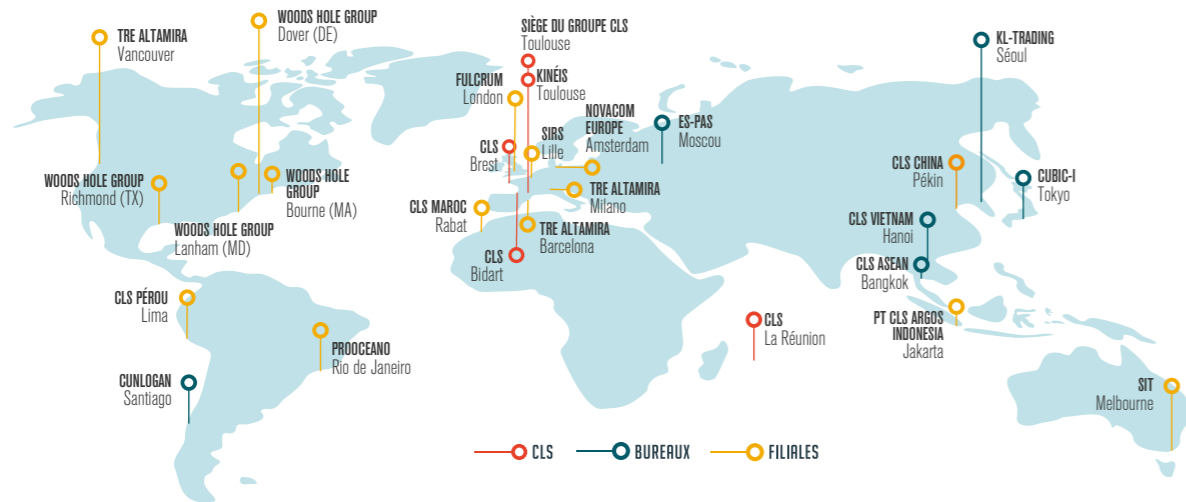 TRE ALTAMIRA
Vancouver
WOODS HOLE GROUP
Dover (DE)
WOODS HOLE GROUP
Richmond (TX)
WOODS HOLE GROUP
Lanham (MD)
WOODS HOLE
GROUP
Bourne (MA)
CLS PÉROU
Lima
PROOCEANO
Rio de Janeiro
CUNLOGAN
Santiago
SIÈGE DU GROUPE CLS
Toulouse
KINÉIS
Toulouse
FULCRUM
London
CLS
Brest
SIRS
Lille
NOVACOM
EUROPE
Amsterdam
ES-PAS
Moscou
TRE ALTAMIRA
Milano
CLS MAROC
Rabat
TRE ALTAMIRA
Barcelona
CLS
Bidart
CLS
La Réunion
KL-TRADING
Séoul
CLS CHINA
Pékin
CUBIC-I
Tokyo
CLS VIETNAM
Hanoi
CLS ASEAN
Bangkok
PT CLS ARGOS
INDONESIA
Jakarta
SIT
Melbourne
CLS
BUREAUX
FILIALES